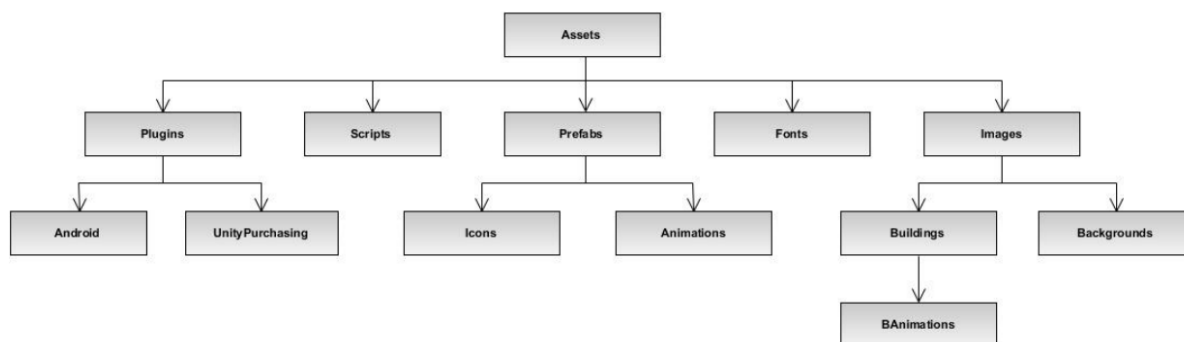 Assets
Plugins
Scripts
Prefabs
Fonts
Images
Android
UnityPurchasing
Icons
Animations
Buildings
Backgrounds
BAnimations